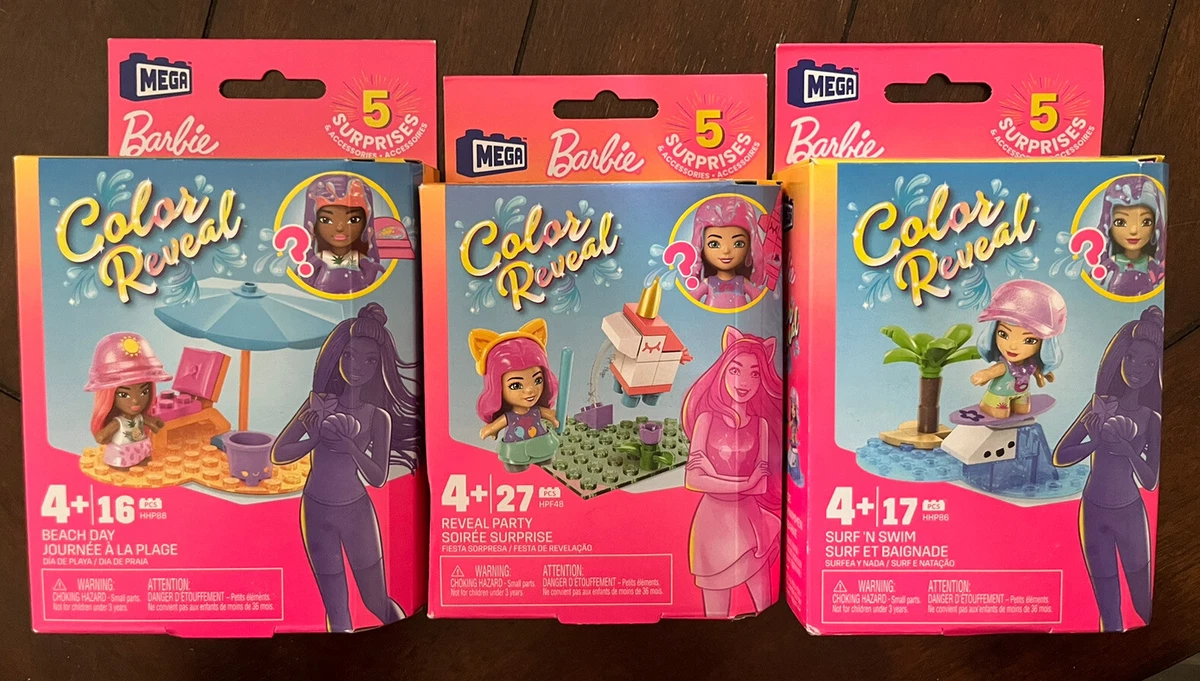 MEGA
Barbie
5
SURPRISES
& ACCESSORIES • ACCESSOIRES
Color
Reveal
?
4+ 16 PCS
HHP88
BEACH DAY
JOURNÉE À LA PLAGE
DÍA DE PLAYA / DIA DE PRAIA
WARNING:
CHOKING HAZARD - Small parts.
Not for children under 3 years.
ATTENTION:
DANGER D'ÉTOUFFEMENT – Petits éléments.
Ne convient pas aux enfants de moins de 36 mois.
MEGA
Barbie
5
SURPRISES
& ACCESSORIES • ACCESSOIRES
Color
Reveal
?
4+ 27 PCS
HPF48
REVEAL PARTY
SOIRÉE SURPRISE
FIESTA SORPRESA / FESTA DE REVELAÇÃO
WARNING:
CHOKING HAZARD - Small parts.
Not for children under 3 years.
ATTENTION:
DANGER D'ÉTOUFFEMENT – Petits éléments.
Ne convient pas aux enfants de moins de 36 mois.
MEGA
Barbie
5
SURPRISES
& ACCESSORIES • ACCESSOIRES
Color
Reveal
?
4+ 17 PCS
HHP86
SURF 'N SWIM
SURF ET BAIGNADE
SURFEA Y NADA / SURF E NATAÇÃO
WARNING:
CHOKING HAZARD - Small parts.
Not for children under 3 years.
ATTENTION:
DANGER D'ÉTOUFFEMENT – Petits éléments.
Ne convient pas aux enfants de moins de 36 mois.